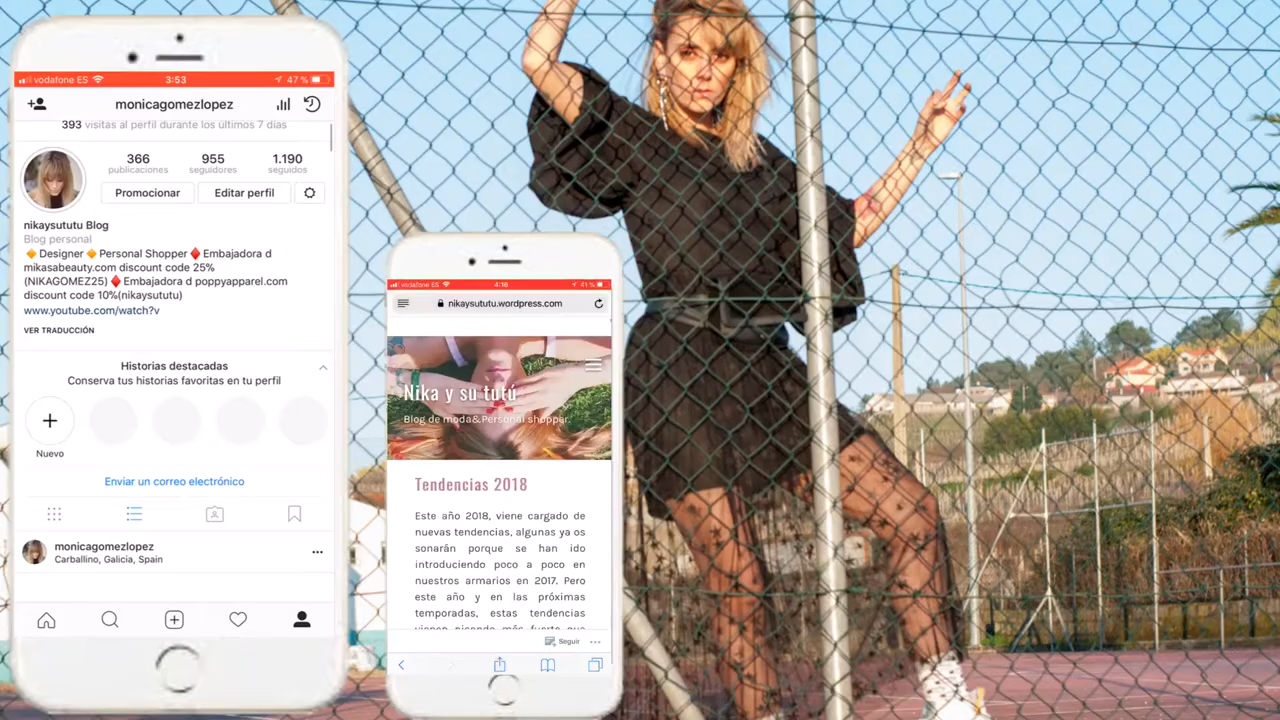 vodafone ES 3:53 47 %
monicagomezlopez
393 visitas al perfil durante los últimos 7 días
366 955 1.190
publicaciones seguidores seguidos
Promocionar Editar perfil
nikaysututu Blog
Blog personal
🔸Designer 🔸Personal Shopper ♦️Embajadora d
mikasabeauty.com discount code 25%
(NIKAGOMEZ25) ♦️Embajadora d poppyapparel.com
discount code 10%(nikaysututu)
www.youtube.com/watch?v
VER TRADUCCIÓN
Historias destacadas
Conserva tus historias favoritas en tu perfil
Nuevo
Enviar un correo electrónico
monicagomezlopez
Carballino, Galicia, Spain
vodafone ES 4:16 41 %
nikaysututu.wordpress.com
Nika y su tutú
Blog de moda&Personal shopper.
Tendencias 2018
Este año 2018, viene cargado de
nuevas tendencias, algunas ya os
sonarán porque se han ido
introduciendo poco a poco en
nuestros armarios en 2017. Pero
este año y en las próximas
temporadas, estas tendencias
Seguir